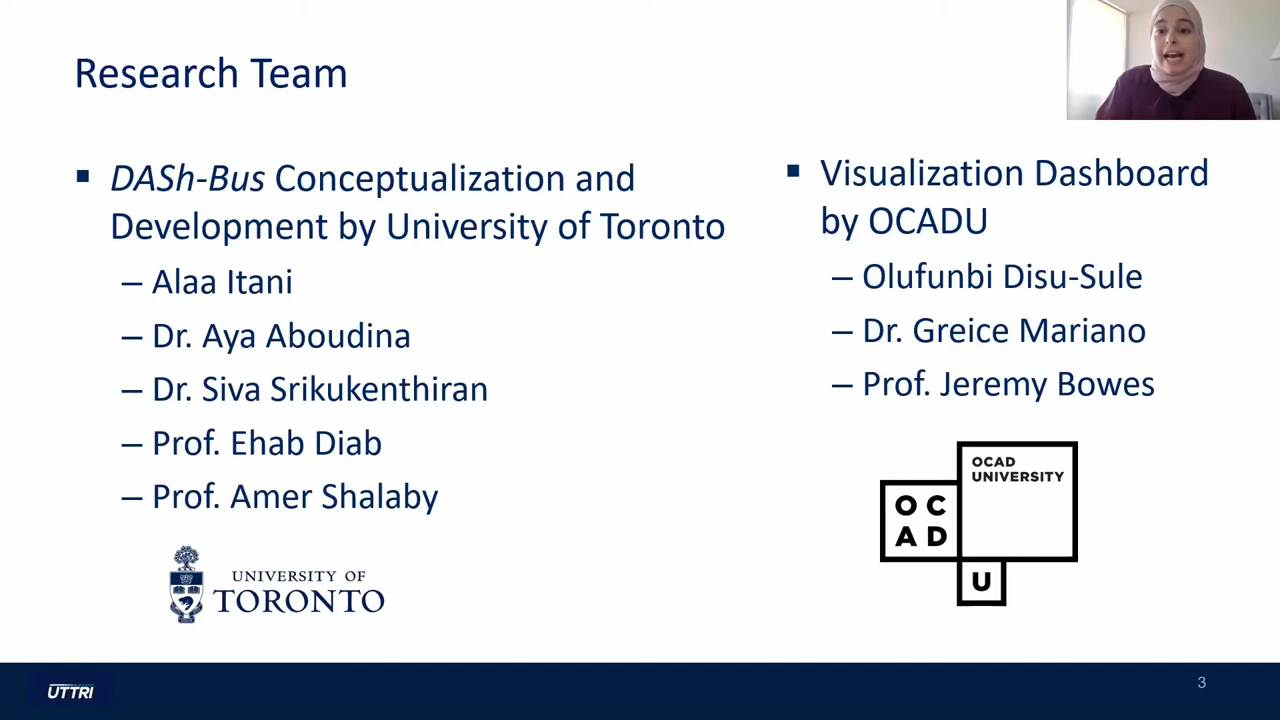 Research Team
▪ DASh-Bus Conceptualization and
Development by University of Toronto
– Alaa Itani
– Dr. Aya Aboudina
– Dr. Siva Srikukenthiran
– Prof. Ehab Diab
– Prof. Amer Shalaby
UNIVERSITY OF
TORONTO
▪ Visualization Dashboard
by OCADU
– Olufunbi Disu-Sule
– Dr. Greice Mariano
– Prof. Jeremy Bowes
OCAD
UNIVERSITY
O C
A D
U
UTTRI
3